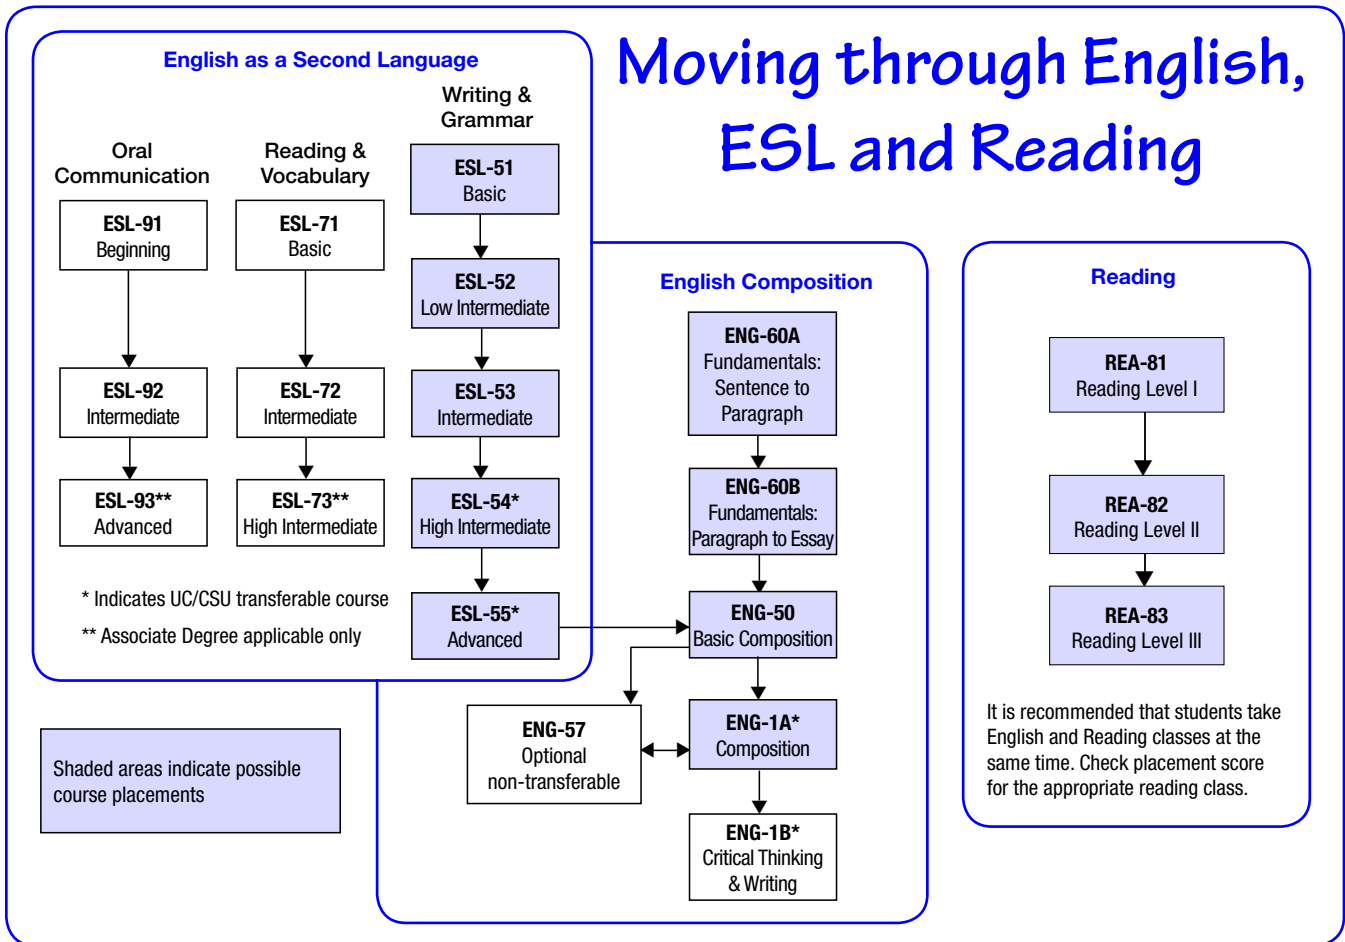 Moving through English,
ESL and Reading
English as a Second Language
Oral
Communication
ESL-91
Beginning
ESL-92
Intermediate
ESL-93**
Advanced
Reading &
Vocabulary
ESL-71
Basic
ESL-72
Intermediate
ESL-73**
High Intermediate
Writing &
Grammar
ESL-51
Basic
ESL-52
Low Intermediate
ESL-53
Intermediate
ESL-54*
High Intermediate
ESL-55*
Advanced
* Indicates UC/CSU transferable course
** Associate Degree applicable only
Shaded areas indicate possible
course placements
English Composition
ENG-60A
Fundamentals:
Sentence to
Paragraph
ENG-60B
Fundamentals:
Paragraph to Essay
ENG-50
Basic Composition
ENG-57
Optional
non-transferable
ENG-1A*
Composition
ENG-1B*
Critical Thinking
& Writing
Reading
REA-81
Reading Level I
REA-82
Reading Level II
REA-83
Reading Level III
It is recommended that students take
English and Reading classes at the
same time. Check placement score
for the appropriate reading class.